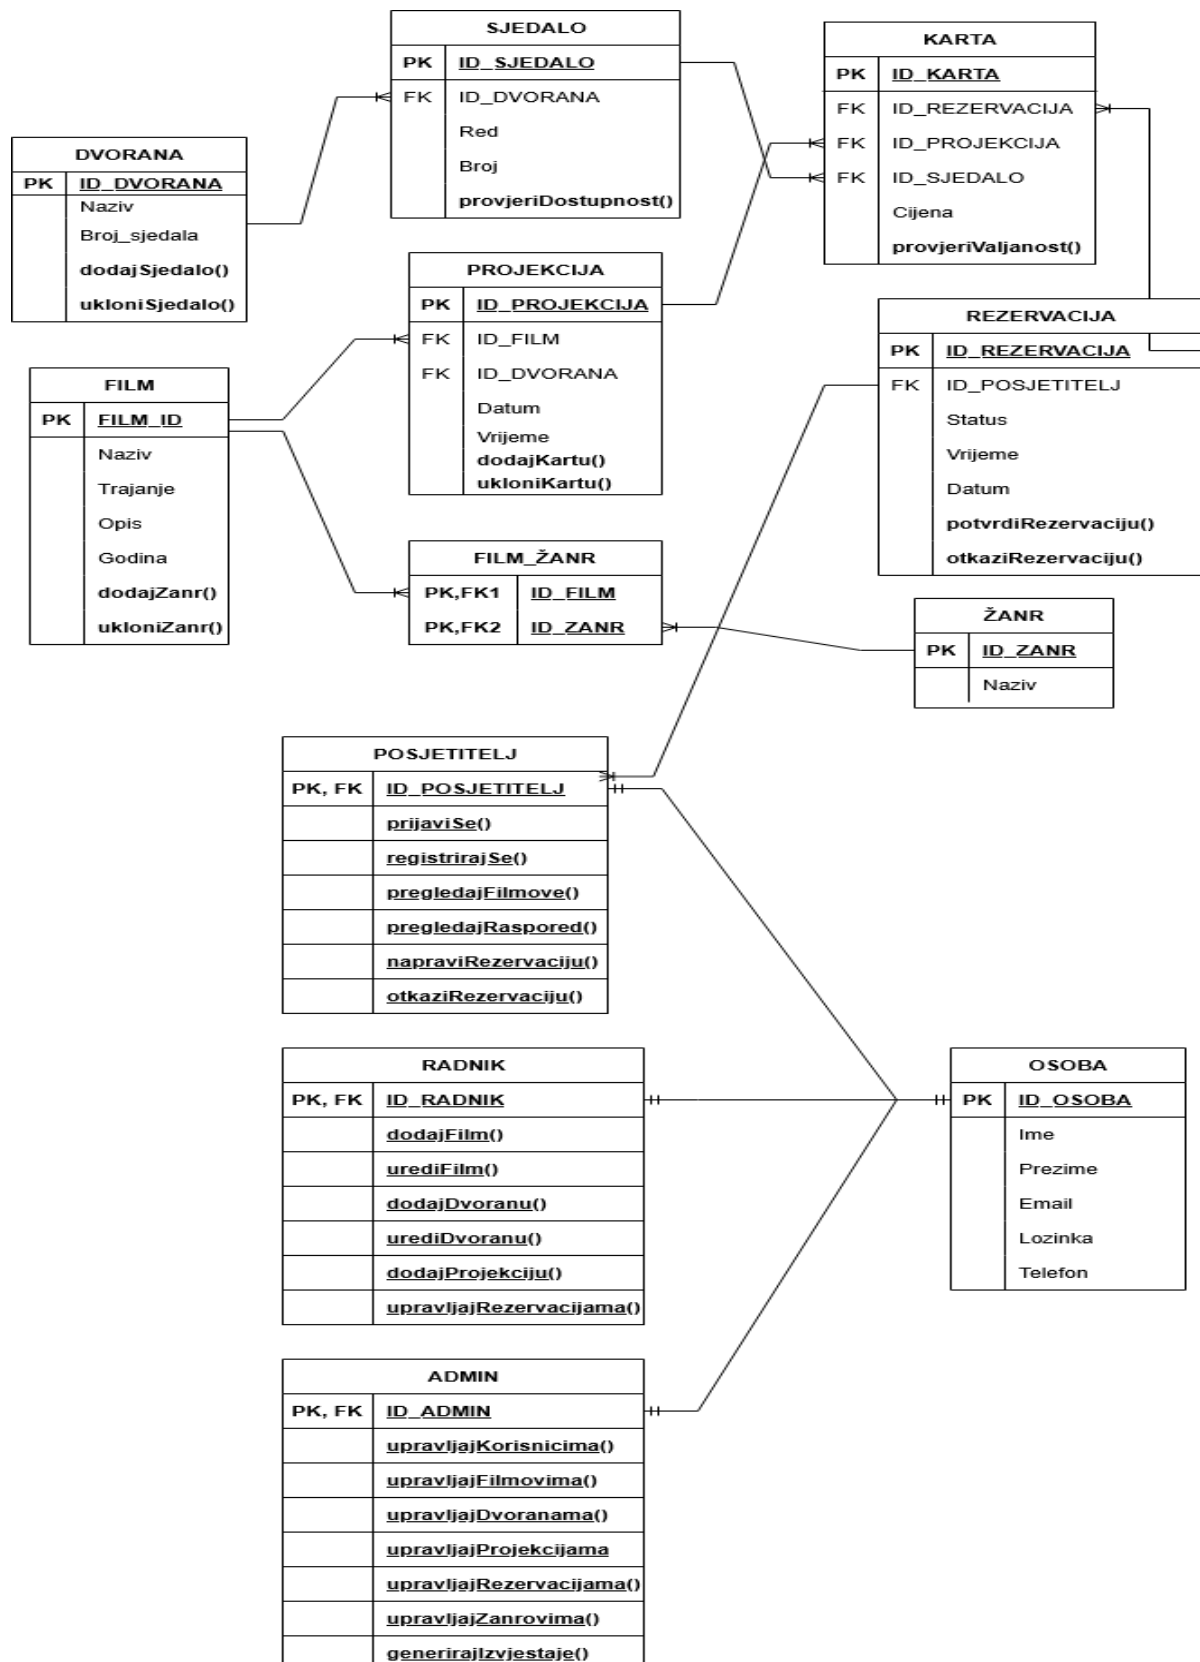 SJEDALO
PK ID_SJEDALO
FK ID_DVORANA
Red
Broj
provjeriDostupnost()
KARTA
PK ID_KARTA
FK ID_REZERVACIJA
FK ID_PROJEKCIJA
FK ID_SJEDALO
Cijena
provjeriValjanost()
DVORANA
PK ID_DVORANA
Naziv
Broj_sjedala
dodajSjedalo()
ukloniSjedalo()
PROJEKCIJA
PK ID_PROJEKCIJA
FK ID_FILM
FK ID_DVORANA
Datum
Vrijeme
dodajKartu()
ukloniKartu()
REZERVACIJA
PK ID_REZERVACIJA
FK ID_POSJETITELJ
Status
Vrijeme
Datum
potvrdiRezervaciju()
otkaziRezervaciju()
FILM
PK FILM_ID
Naziv
Trajanje
Opis
Godina
dodajZanr()
ukloniZanr()
FILM_ŽANR
PK,FK1 ID_FILM
PK,FK2 ID_ZANR
ŽANR
PK ID_ZANR
Naziv
POSJETITELJ
PK, FK ID_POSJETITELJ
prijaviSe()
registrirajSe()
pregledajFilmove()
pregledajRaspored()
napraviRezervaciju()
otkaziRezervaciju()
RADNIK
PK, FK ID_RADNIK
dodajFilm()
urediFilm()
dodajDvoranu()
urediDvoranu()
dodajProjekciju()
upravljajRezervacijama()
OSOBA
PK ID_OSOBA
Ime
Prezime
Email
Lozinka
Telefon
ADMIN
PK, FK ID_ADMIN
upravljajKorisnicima()
upravljajFilmovima()
upravljajDvoranama()
upravljajProjekcijama
upravljajRezervacijama()
upravljajZanrovima()
generirajIzvjestaje()